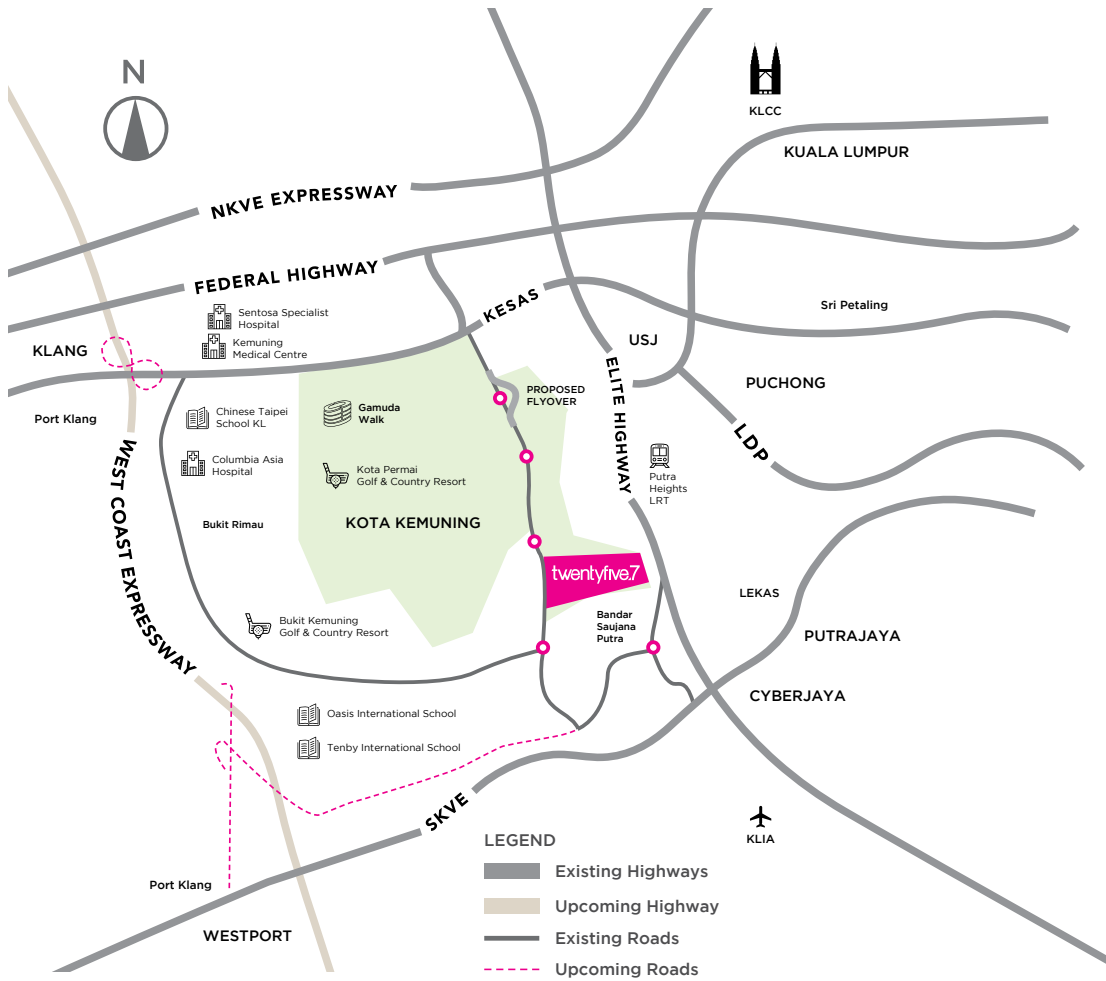 N
KLCC
KUALA LUMPUR
NKVE EXPRESSWAY
FEDERAL HIGHWAY
KESAS
Sri Petaling
Sentosa Specialist
Hospital
Kemuning
Medical Centre
KLANG
USJ
PUCHONG
Port Klang
Chinese Taipei
School KL
Gamuda
Walk
PROPOSED
FLYOVER
ELITE HIGHWAY
LDP
Columbia Asia
Hospital
Kota Permai
Golf & Country Resort
Putra
Heights
LRT
WEST COAST EXPRESSWAY
Bukit Rimau
KOTA KEMUNING
twentyfive.7
LEKAS
Bukit Kemuning
Golf & Country Resort
Bandar
Saujana
Putra
PUTRAJAYA
CYBERJAYA
Oasis International School
Tenby International School
SKVE
KLIA
Port Klang
WESTPORT
LEGEND
Existing Highways
Upcoming Highway
Existing Roads
Upcoming Roads